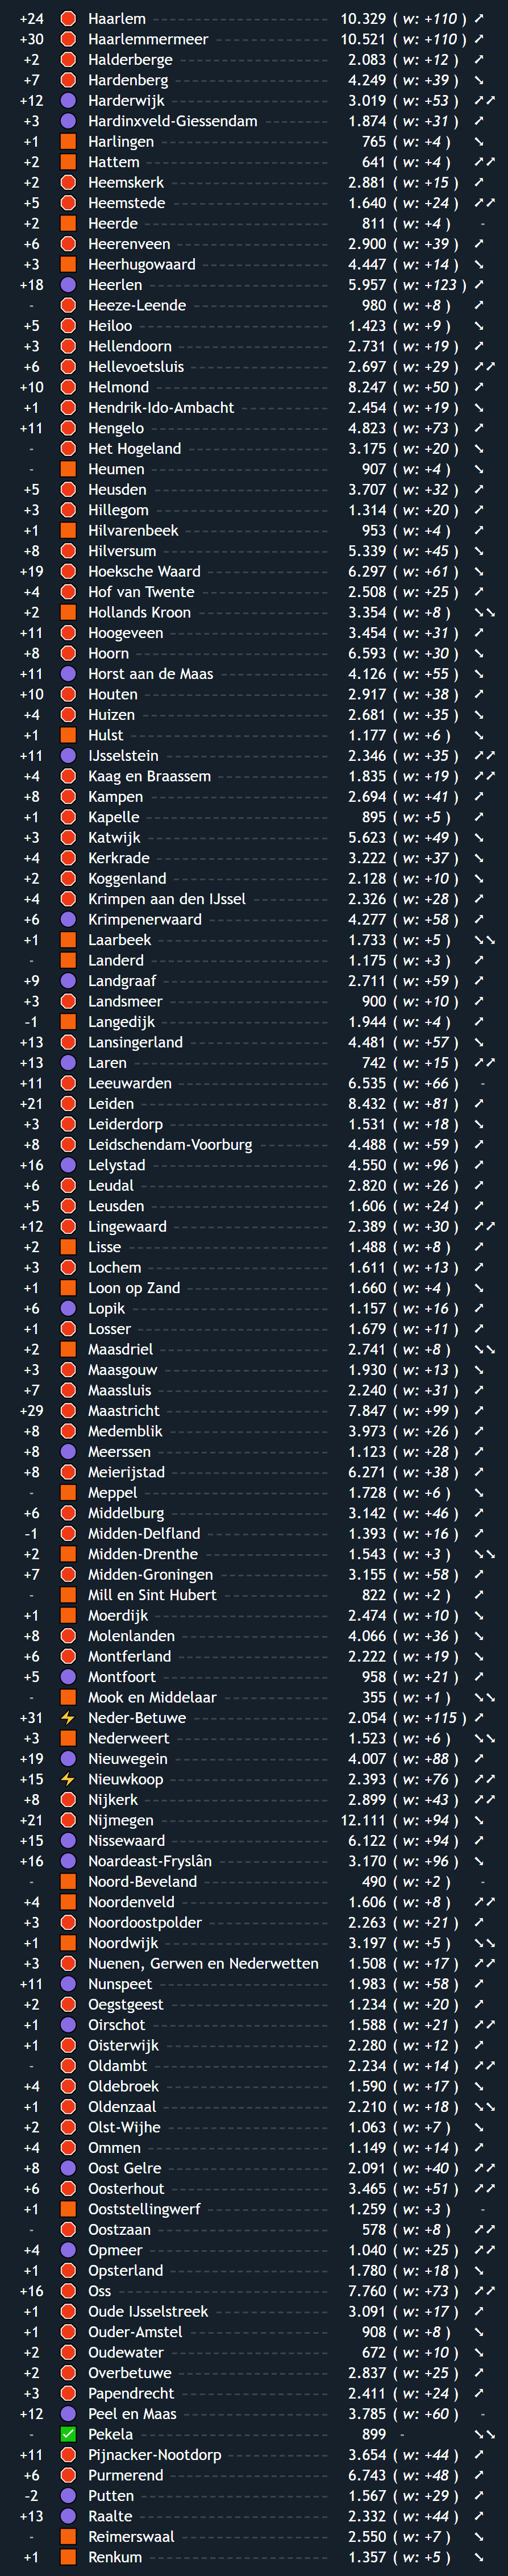 +24 Haarlem 10.329 ( w: +110 )
+30 Haarlemmermeer 10.521 ( w: +110 )
+2 Halderberge 2.083 ( w: +12 )
+7 Hardenberg 4.249 ( w: +39 )
+12 Harderwijk 3.019 ( w: +53 )
+3 Hardinxveld-Giessendam 1.874 ( w: +31 )
+1 Harlingen 765 ( w: +4 )
+2 Hattem 641 ( w: +4 )
+2 Heemskerk 2.881 ( w: +15 )
+5 Heemstede 1.640 ( w: +24 )
+2 Heerde 811 ( w: +4 ) -
+6 Heerenveen 2.900 ( w: +39 )
+3 Heerhugowaard 4.447 ( w: +14 )
+18 Heerlen 5.957 ( w: +123 )
- Heeze-Leende 980 ( w: +8 )
+5 Heiloo 1.423 ( w: +9 )
+3 Hellendoorn 2.731 ( w: +19 )
+6 Hellevoetsluis 2.697 ( w: +29 )
+10 Helmond 8.247 ( w: +50 )
+1 Hendrik-Ido-Ambacht 2.454 ( w: +19 )
+11 Hengelo 4.823 ( w: +73 )
- Het Hogeland 3.175 ( w: +20 )
- Heumen 907 ( w: +4 )
+5 Heusden 3.707 ( w: +32 )
+3 Hillegom 1.314 ( w: +20 )
+1 Hilvarenbeek 953 ( w: +4 )
+8 Hilversum 5.339 ( w: +45 )
+19 Hoeksche Waard 6.297 ( w: +61 )
+4 Hof van Twente 2.508 ( w: +25 )
+2 Hollands Kroon 3.354 ( w: +8 )
+11 Hoogeveen 3.454 ( w: +31 )
+8 Hoorn 6.593 ( w: +30 )
+11 Horst aan de Maas 4.126 ( w: +55 )
+10 Houten 2.917 ( w: +38 )
+4 Huizen 2.681 ( w: +35 )
+1 Hulst 1.177 ( w: +6 )
+11 IJsselstein 2.346 ( w: +35 )
+4 Kaag en Braassem 1.835 ( w: +19 )
+8 Kampen 2.694 ( w: +41 )
+1 Kapelle 895 ( w: +5 )
+3 Katwijk 5.623 ( w: +49 )
+4 Kerkrade 3.222 ( w: +37 )
+2 Koggenland 2.128 ( w: +10 )
+4 Krimpen aan den IJssel 2.326 ( w: +28 )
+6 Krimpenerwaard 4.277 ( w: +58 )
+1 Laarbeek 1.733 ( w: +5 )
- Landerd 1.175 ( w: +3 )
+9 Landgraaf 2.711 ( w: +59 )
+3 Landsmeer 900 ( w: +10 )
-1 Langedijk 1.944 ( w: +4 )
+13 Lansingerland 4.481 ( w: +57 )
+13 Laren 742 ( w: +15 )
+11 Leeuwarden 6.535 ( w: +66 ) -
+21 Leiden 8.432 ( w: +81 )
+3 Leiderdorp 1.531 ( w: +18 )
+8 Leidschendam-Voorburg 4.488 ( w: +59 )
+16 Lelystad 4.550 ( w: +96 )
+6 Leudal 2.820 ( w: +26 )
+5 Leusden 1.606 ( w: +24 )
+12 Lingewaard 2.389 ( w: +30 )
+2 Lisse 1.488 ( w: +8 )
+3 Lochem 1.611 ( w: +13 )
+1 Loon op Zand 1.660 ( w: +4 )
+6 Lopik 1.157 ( w: +16 )
+1 Losser 1.679 ( w: +11 )
+2 Maasdriel 2.741 ( w: +8 )
+3 Maasgouw 1.930 ( w: +13 )
+7 Maassluis 2.240 ( w: +31 )
+29 Maastricht 7.847 ( w: +99 )
+8 Medemblik 3.973 ( w: +26 )
+8 Meerssen 1.123 ( w: +28 )
+8 Meierijstad 6.271 ( w: +38 )
- Meppel 1.728 ( w: +6 )
+6 Middelburg 3.142 ( w: +46 )
-1 Midden-Delfland 1.393 ( w: +16 )
+2 Midden-Drenthe 1.543 ( w: +3 )
+7 Midden-Groningen 3.155 ( w: +58 )
- Mill en Sint Hubert 822 ( w: +2 )
+1 Moerdijk 2.474 ( w: +10 )
+8 Molenlanden 4.066 ( w: +36 )
+6 Montferland 2.222 ( w: +19 )
+5 Montfoort 958 ( w: +21 )
- Mook en Middelaar 355 ( w: +1 )
+31 Neder-Betuwe 2.054 ( w: +115 )
+3 Nederweert 1.523 ( w: +6 )
+19 Nieuwegein 4.007 ( w: +88 )
+15 Nieuwkoop 2.393 ( w: +76 )
+8 Nijkerk 2.899 ( w: +43 )
+21 Nijmegen 12.111 ( w: +94 )
+15 Nissewaard 6.122 ( w: +94 )
+16 Noardeast-Fryslân 3.170 ( w: +96 )
- Noord-Beveland 490 ( w: +2 ) -
+4 Noordenveld 1.606 ( w: +8 )
+3 Noordoostpolder 2.263 ( w: +21 )
+1 Noordwijk 3.197 ( w: +5 )
+3 Nuenen, Gerwen en Nederwetten 1.508 ( w: +17 )
+11 Nunspeet 1.983 ( w: +58 )
+2 Oegstgeest 1.234 ( w: +20 )
+1 Oirschot 1.588 ( w: +21 )
+1 Oisterwijk 2.280 ( w: +12 )
- Oldambt 2.234 ( w: +14 )
+4 Oldebroek 1.590 ( w: +17 )
+1 Oldenzaal 2.210 ( w: +18 )
+2 Olst-Wijhe 1.063 ( w: +7 )
+4 Ommen 1.149 ( w: +14 )
+8 Oost Gelre 2.091 ( w: +40 )
+6 Oosterhout 3.465 ( w: +51 )
+1 Ooststellingwerf 1.259 ( w: +3 ) -
- Oostzaan 578 ( w: +8 )
+4 Opmeer 1.040 ( w: +25 )
+1 Opsterland 1.780 ( w: +18 )
+16 Oss 7.760 ( w: +73 )
+1 Oude IJsselstreek 3.091 ( w: +17 )
+1 Ouder-Amstel 908 ( w: +8 )
+2 Oudewater 672 ( w: +10 )
+2 Overbetuwe 2.837 ( w: +25 )
+3 Papendrecht 2.411 ( w: +24 )
+12 Peel en Maas 3.785 ( w: +60 ) -
- Pekela 899 -
+11 Pijnacker-Nootdorp 3.654 ( w: +44 )
+6 Purmerend 6.743 ( w: +48 )
-2 Putten 1.567 ( w: +29 )
+13 Raalte 2.332 ( w: +44 )
- Reimerswaal 2.550 ( w: +7 )
+1 Renkum 1.357 ( w: +5 )